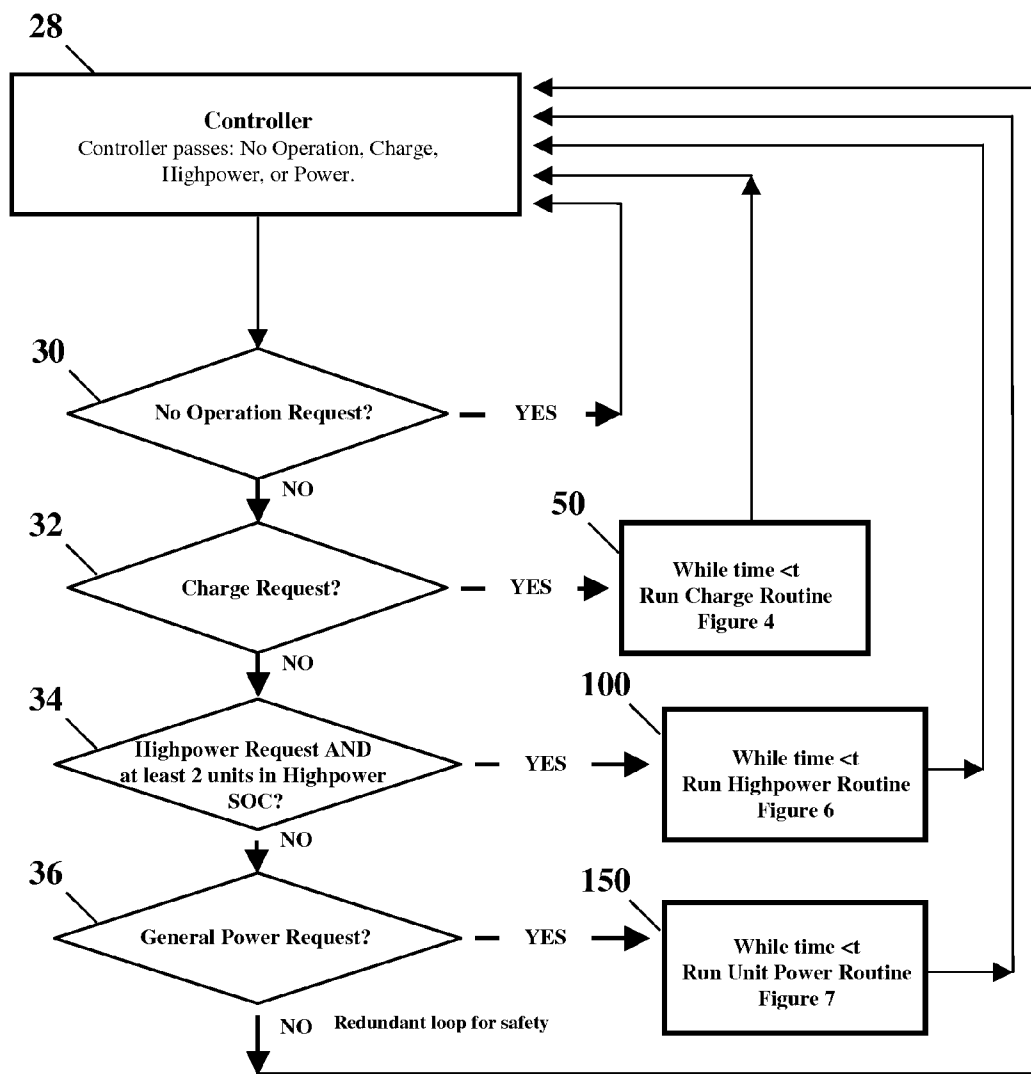 28
Controller
Controller passes: No Operation, Charge,
Highpower, or Power.
30
No Operation Request?
YES
NO
32
Charge Request?
YES
50
While time <t
Run Charge Routine
Figure 4
NO
34
Highpower Request AND
at least 2 units in Highpower
SOC?
YES
100
While time <t
Run Highpower Routine
Figure 6
NO
36
General Power Request?
YES
150
While time <t
Run Unit Power Routine
Figure 7
NO
Redundant loop for safety